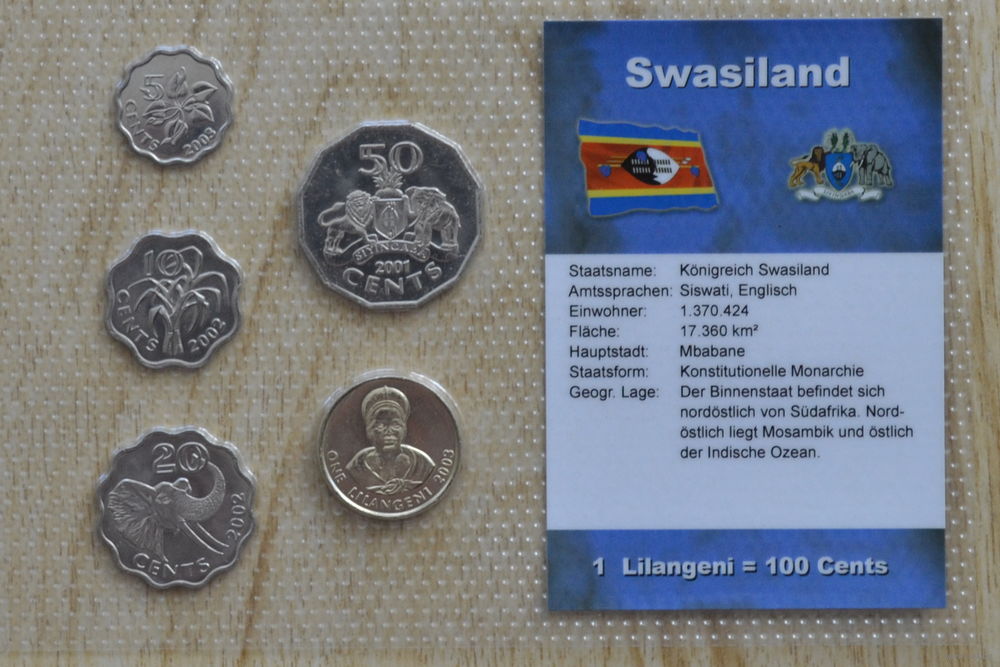 5
CENTS
2003
50
SIYINQABA
2001
CENTS
10
CENTS
2002
ONE LILANGENI 2003
20
CENTS
2002
Swasiland
Staatsname: Königreich Swasiland
Amtssprachen: Siswati, Englisch
Einwohner: 1.370.424
Fläche: 17.360 km²
Hauptstadt: Mbabane
Staatsform: Konstitutionelle Monarchie
Geogr. Lage: Der Binnenstaat befindet sich
nordöstlich von Südafrika. Nord-
östlich liegt Mosambik und östlich
der Indische Ozean.
1 Lilangeni = 100 Cents